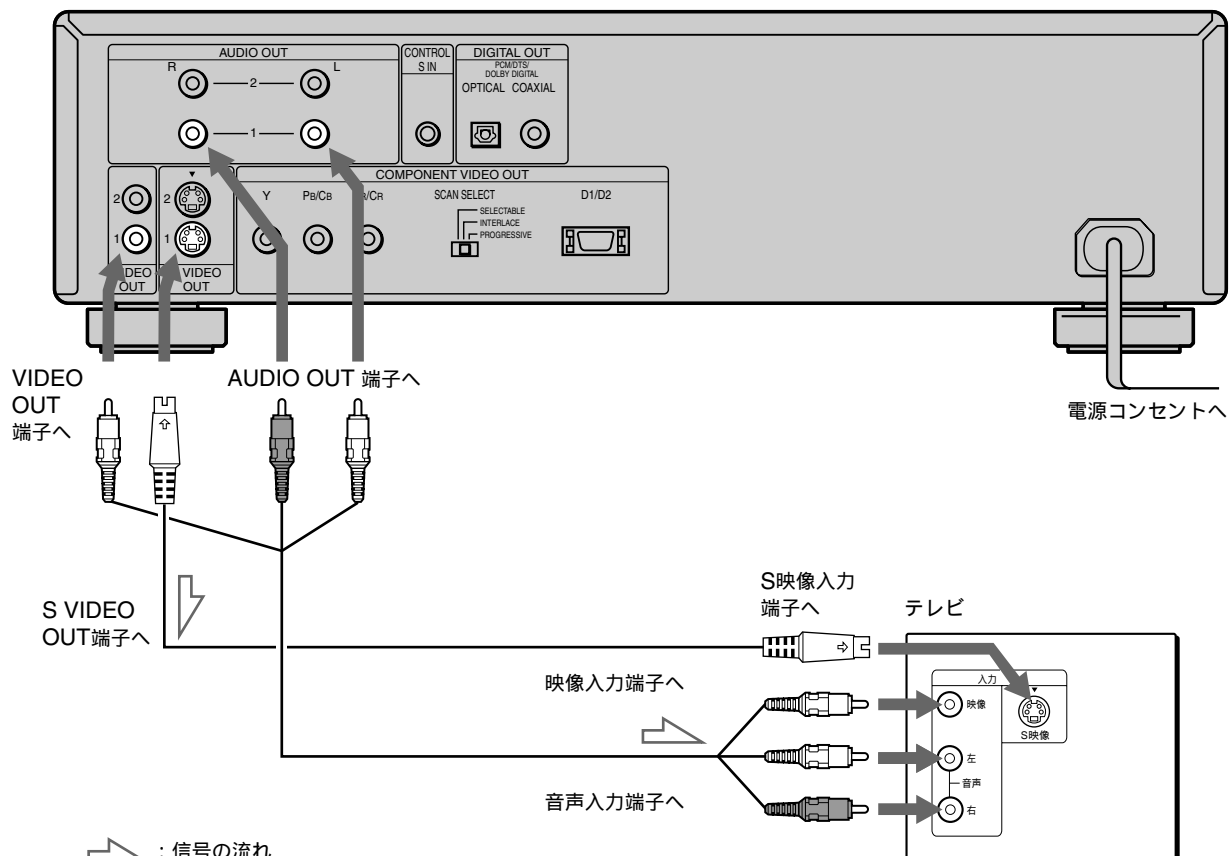 AUDIO OUT
R
L
2
1
CONTROL
S IN
DIGITAL OUT
PCM/DTS/
DOLBY DIGITAL
OPTICAL COAXIAL
COMPONENT VIDEO OUT
Y
PB/CB
/CR
SCAN SELECT
SELECTABLE
INTERLACE
PROGRESSIVE
D1/D2
2
1
2
1
DEO
OUT
VIDEO
OUT
VIDEO
OUT
端子へ
AUDIO OUT 端子へ
電源コンセントへ
S VIDEO
OUT端子へ
S映像入力
端子へ
テレビ
入力
映像
S映像
左
音声
右
映像入力端子へ
音声入力端子へ
:信号の流れ